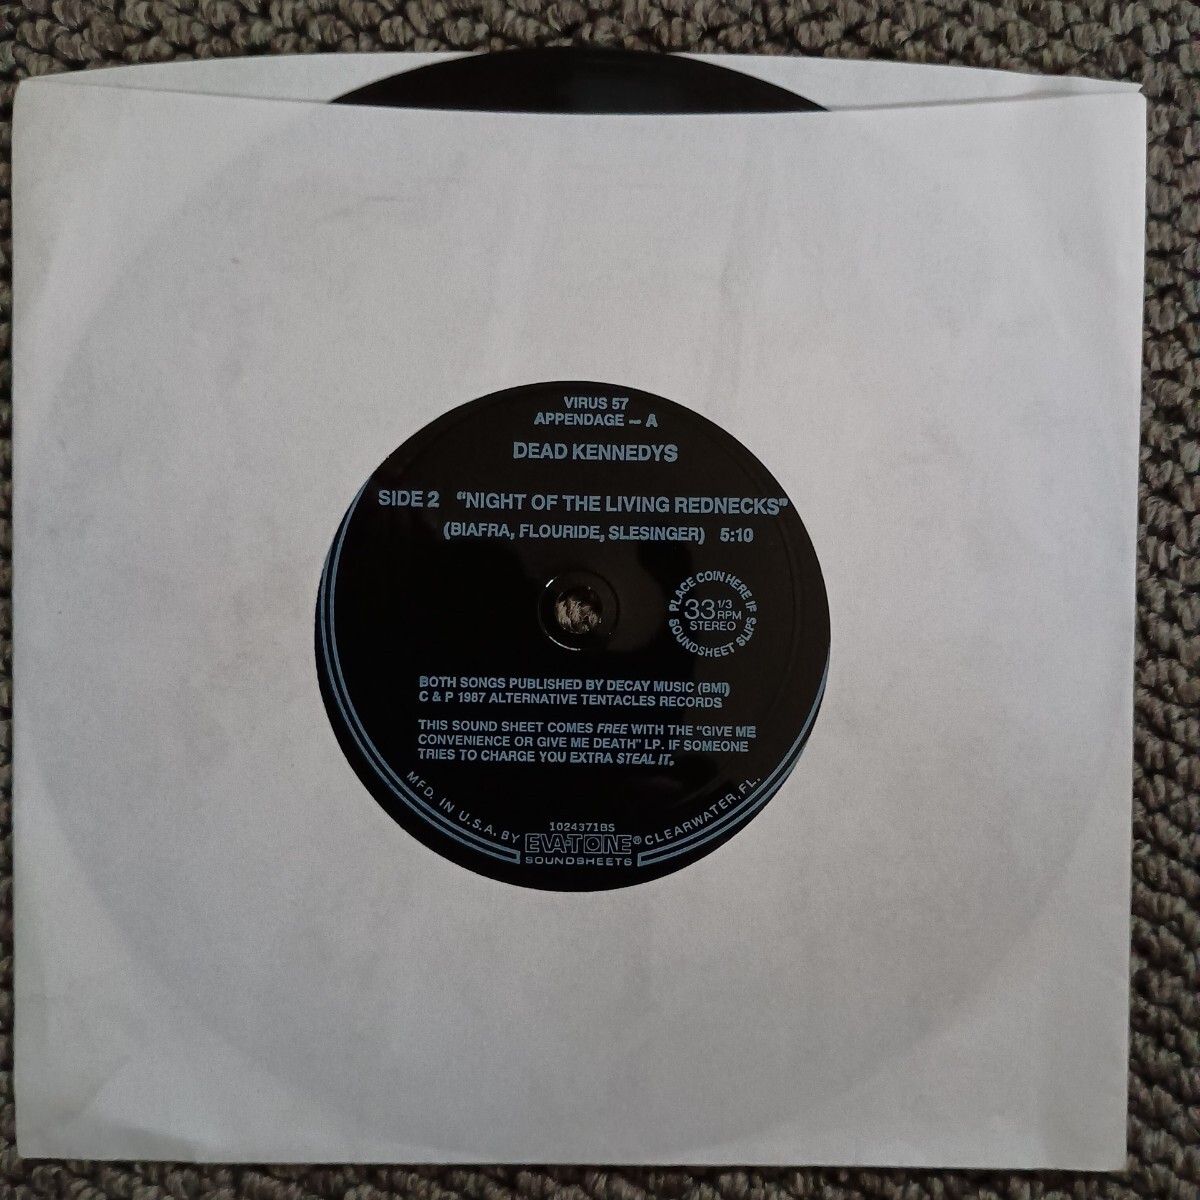 VIRUS 57
APPENDAGE – A
DEAD KENNEDYS
SIDE 2 "NIGHT OF THE LIVING REDNECKS"
(BIAFRA, FLOURIDE, SLESINGER) 5:10
PLACE COIN HERE IF
SOUNDSHEET SLIPS
33 1/3
RPM
STEREO
BOTH SONGS PUBLISHED BY DECAY MUSIC (BMI)
C & P 1987 ALTERNATIVE TENTACLES RECORDS
THIS SOUND SHEET COMES FREE WITH THE "GIVE ME
CONVENIENCE OR GIVE ME DEATH" LP. IF SOMEONE
TRIES TO CHARGE YOU EXTRA STEAL IT.
1024371BS
MFD. IN U.S.A. BY EVA-TONE® CLEARWATER, FL.
SOUNDSHEETS